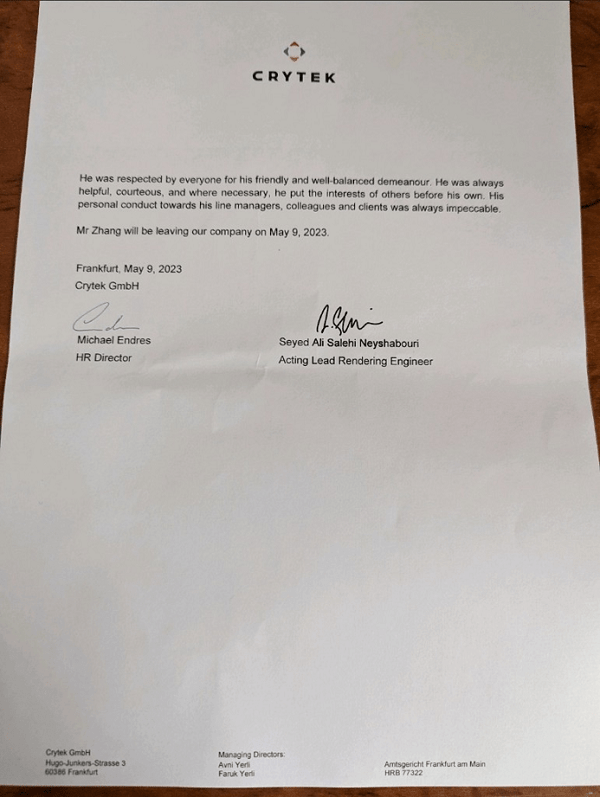 CRYTEK
He was respected by everyone for his friendly and well-balanced demeanour. He was always
helpful, courteous, and where necessary, he put the interests of others before his own. His
personal conduct towards his line managers, colleagues and clients was always impeccable.
Mr Zhang will be leaving our company on May 9, 2023.
Frankfurt, May 9, 2023
Crytek GmbH
Michael Endres
HR Director
Seyed Ali Salehi Neyshabouri
Acting Lead Rendering Engineer
Crytek GmbH
Hugo-Junkers-Strasse 3
60386 Frankfurt
Managing Directors:
Avni Yerli
Faruk Yerli
Amtsgericht Frankfurt am Main
HRB 77322